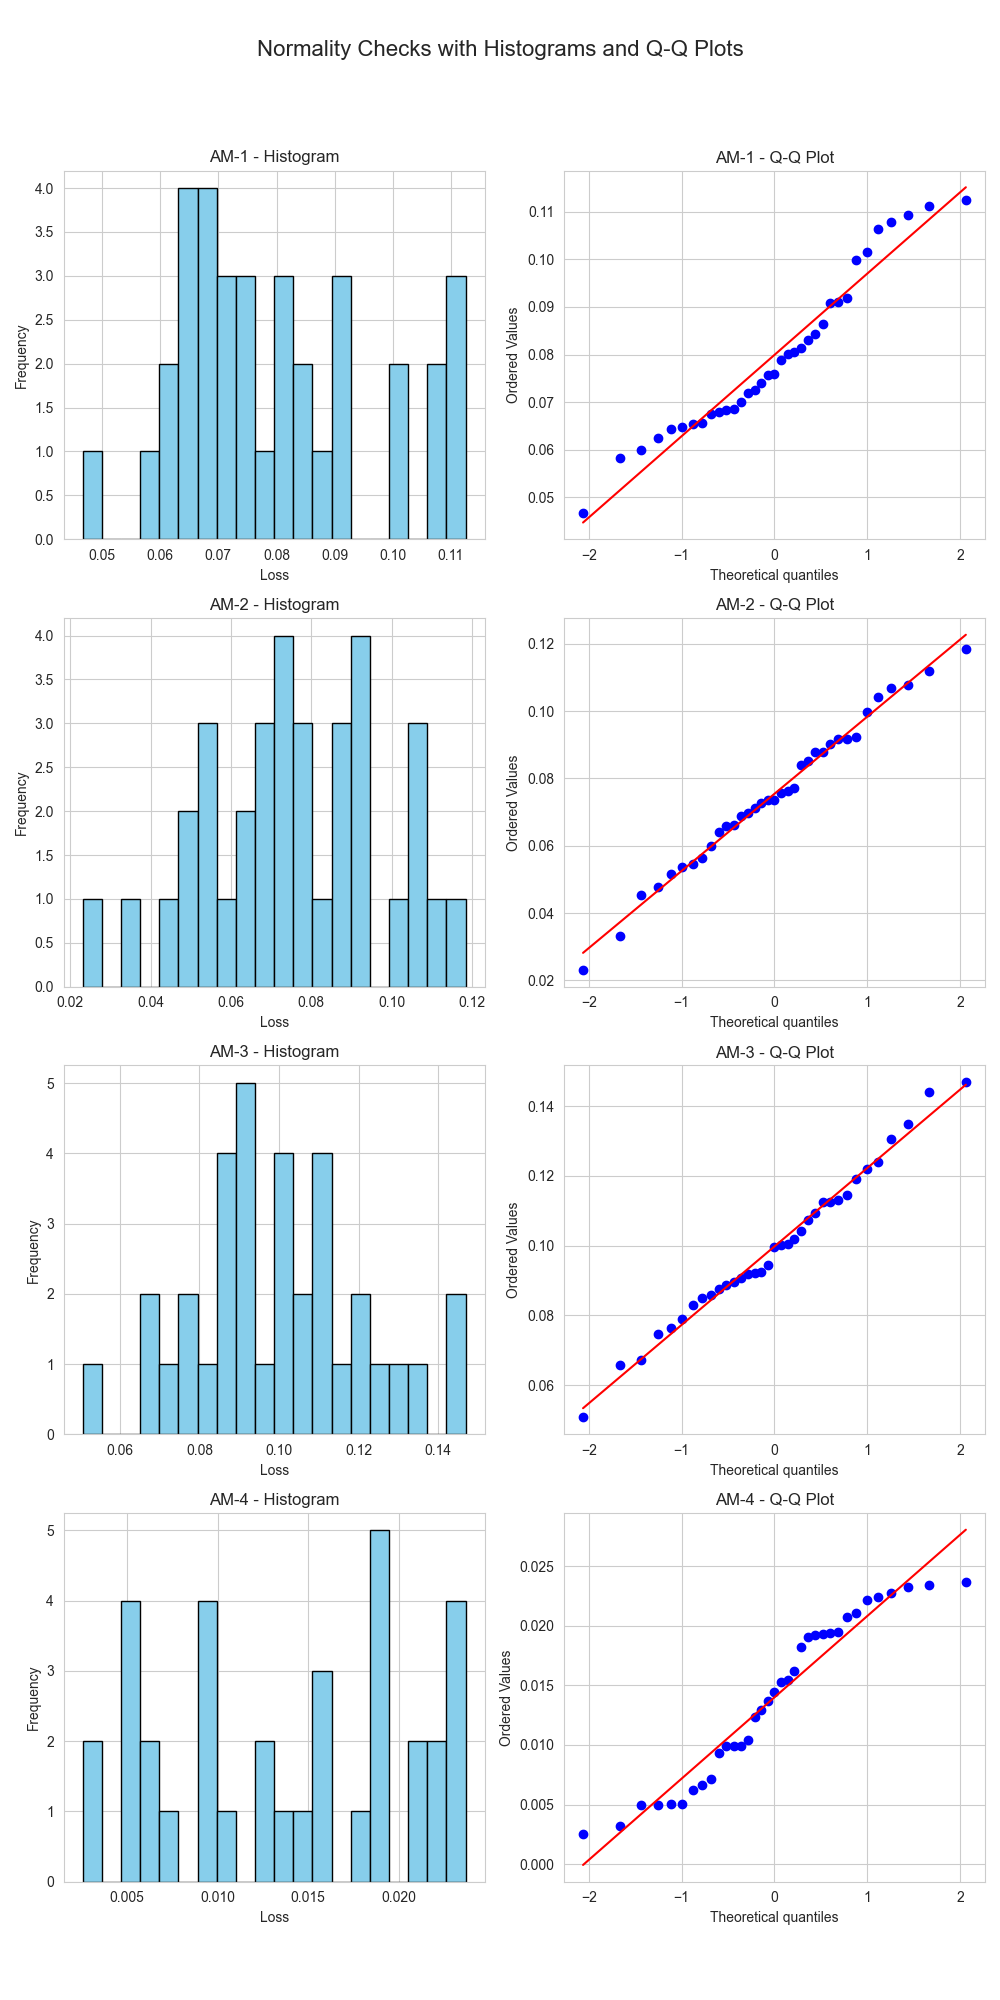 Normality Checks with Histograms and Q-Q Plots
AM-1 - Histogram
4.0
3.5
3.0
2.5
2.0
1.5
1.0
0.5
0.0
Frequency
0.05 0.06 0.07 0.08 0.09 0.10 0.11
Loss
AM-1 - Q-Q Plot
0.11
0.10
0.09
0.08
0.07
0.06
0.05
Ordered Values
−2 −1 0 1 2
Theoretical quantiles
AM-2 - Histogram
4.0
3.5
3.0
2.5
2.0
1.5
1.0
0.5
0.0
Frequency
0.02 0.04 0.06 0.08 0.10 0.12
Loss
AM-2 - Q-Q Plot
0.12
0.10
0.08
0.06
0.04
0.02
Ordered Values
−2 −1 0 1 2
Theoretical quantiles
AM-3 - Histogram
5
4
3
2
1
0
Frequency
0.06 0.08 0.10 0.12 0.14
Loss
AM-3 - Q-Q Plot
0.14
0.12
0.10
0.08
0.06
Ordered Values
−2 −1 0 1 2
Theoretical quantiles
AM-4 - Histogram
5
4
3
2
1
0
Frequency
0.005 0.010 0.015 0.020
Loss
AM-4 - Q-Q Plot
0.025
0.020
0.015
0.010
0.005
0.000
Ordered Values
−2 −1 0 1 2
Theoretical quantiles